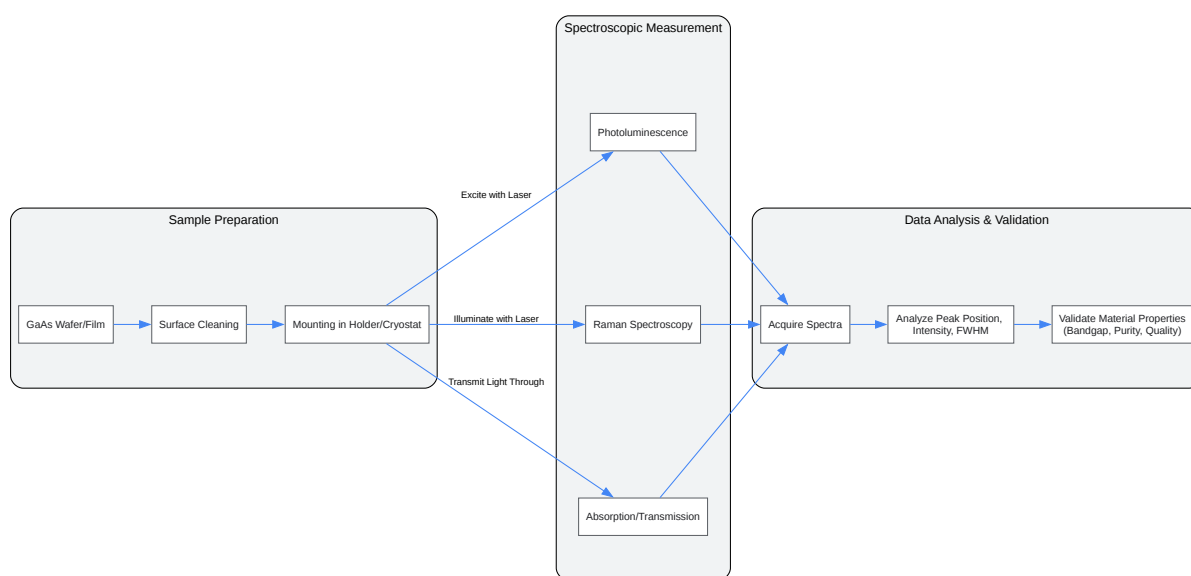 Spectroscopic Measurement
Photoluminescence
Excite with Laser
Sample Preparation
Data Analysis & Validation
GaAs Wafer/Film
Surface Cleaning
Mounting in Holder/Cryostat
Illuminate with Laser
Raman Spectroscopy
Acquire Spectra
Analyze Peak Position,
Intensity, FWHM
Validate Material Properties
(Bandgap, Purity, Quality)
Transmit Light Through
Absorption/Transmission